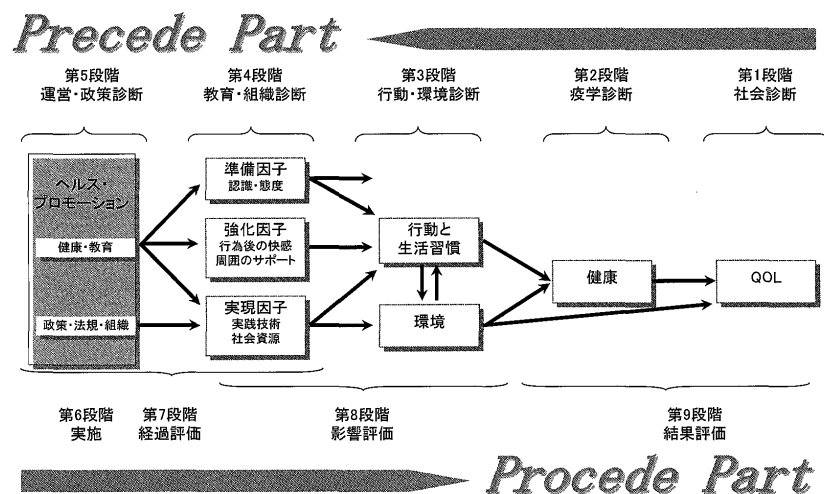 Precede Part
第5段階
運営・政策診断
第4段階
教育・組織診断
第3段階
行動・環境診断
第2段階
疫学診断
第1段階
社会診断
ヘルス・
プロモーション
健康・教育
政策・法規・組織
準備因子
認識・態度
強化因子
行為後の快感
周囲のサポート
実現因子
実践技術
社会資源
行動と
生活習慣
環境
健康
QOL
第6段階
実施
第7段階
経過評価
第8段階
影響評価
第9段階
結果評価
Procede Part